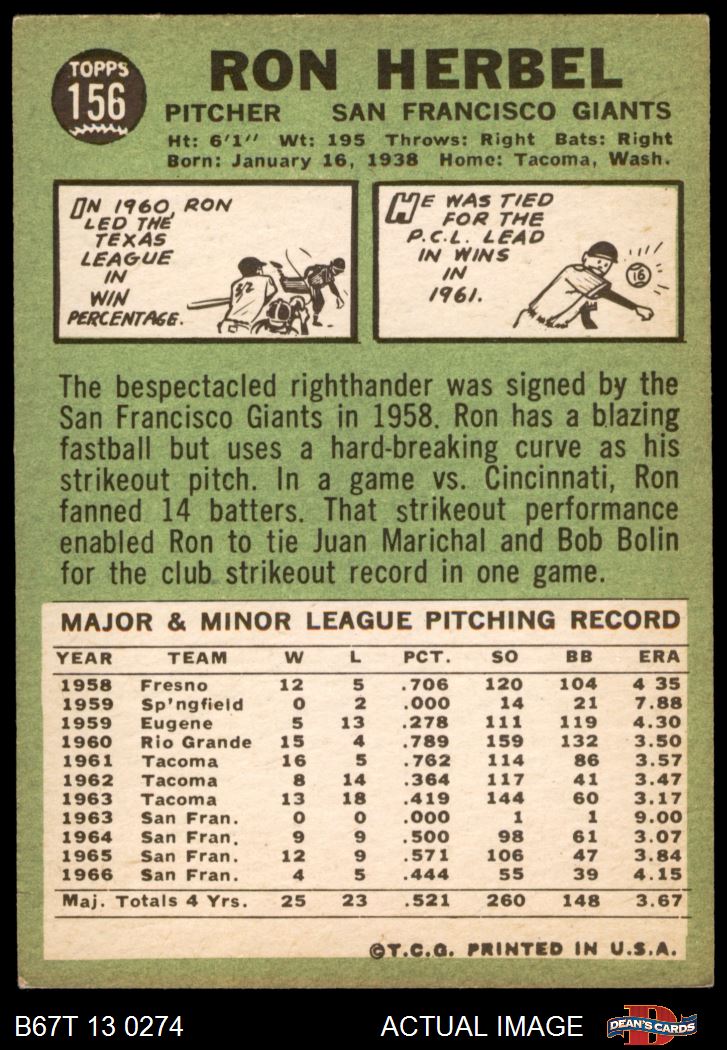 TOPPS
156
RON HERBEL
PITCHER SAN FRANCISCO GIANTS
Ht: 6'1" Wt: 195 Throws: Right Bats: Right
Born: January 16, 1938 Home: Tacoma, Wash.
IN 1960, RON
LED THE
TEXAS
LEAGUE
IN
WIN
PERCENTAGE.
HE WAS TIED
FOR THE
P.C.L. LEAD
IN WINS
IN
1961.
16
The bespectacled righthander was signed by the
San Francisco Giants in 1958. Ron has a blazing
fastball but uses a hard-breaking curve as his
strikeout pitch. In a game vs. Cincinnati, Ron
fanned 14 batters. That strikeout performance
enabled Ron to tie Juan Marichal and Bob Bolin
for the club strikeout record in one game.
MAJOR & MINOR LEAGUE PITCHING RECORD
YEAR TEAM W L PCT. SO BB ERA
1958 Fresno 12 5 .706 120 104 4 35
1959 Sp'ngfield 0 2 .000 14 21 7.88
1959 Eugene 5 13 .278 111 119 4.30
1960 Rio Grande 15 4 .789 159 132 3.50
1961 Tacoma 16 5 .762 114 86 3.57
1962 Tacoma 8 14 .364 117 41 3.47
1963 Tacoma 13 18 .419 144 60 3.17
1963 San Fran. 0 0 .000 1 1 9.00
1964 San Fran. 9 9 .500 98 61 3.07
1965 San Fran. 12 9 .571 106 47 3.84
1966 San Fran. 4 5 .444 55 39 4.15
Maj. Totals 4 Yrs. 25 23 .521 260 148 3.67
©T.C.G. PRINTED IN U.S.A.
B67T 13 0274 ACTUAL IMAGE DEAN'S CARDS